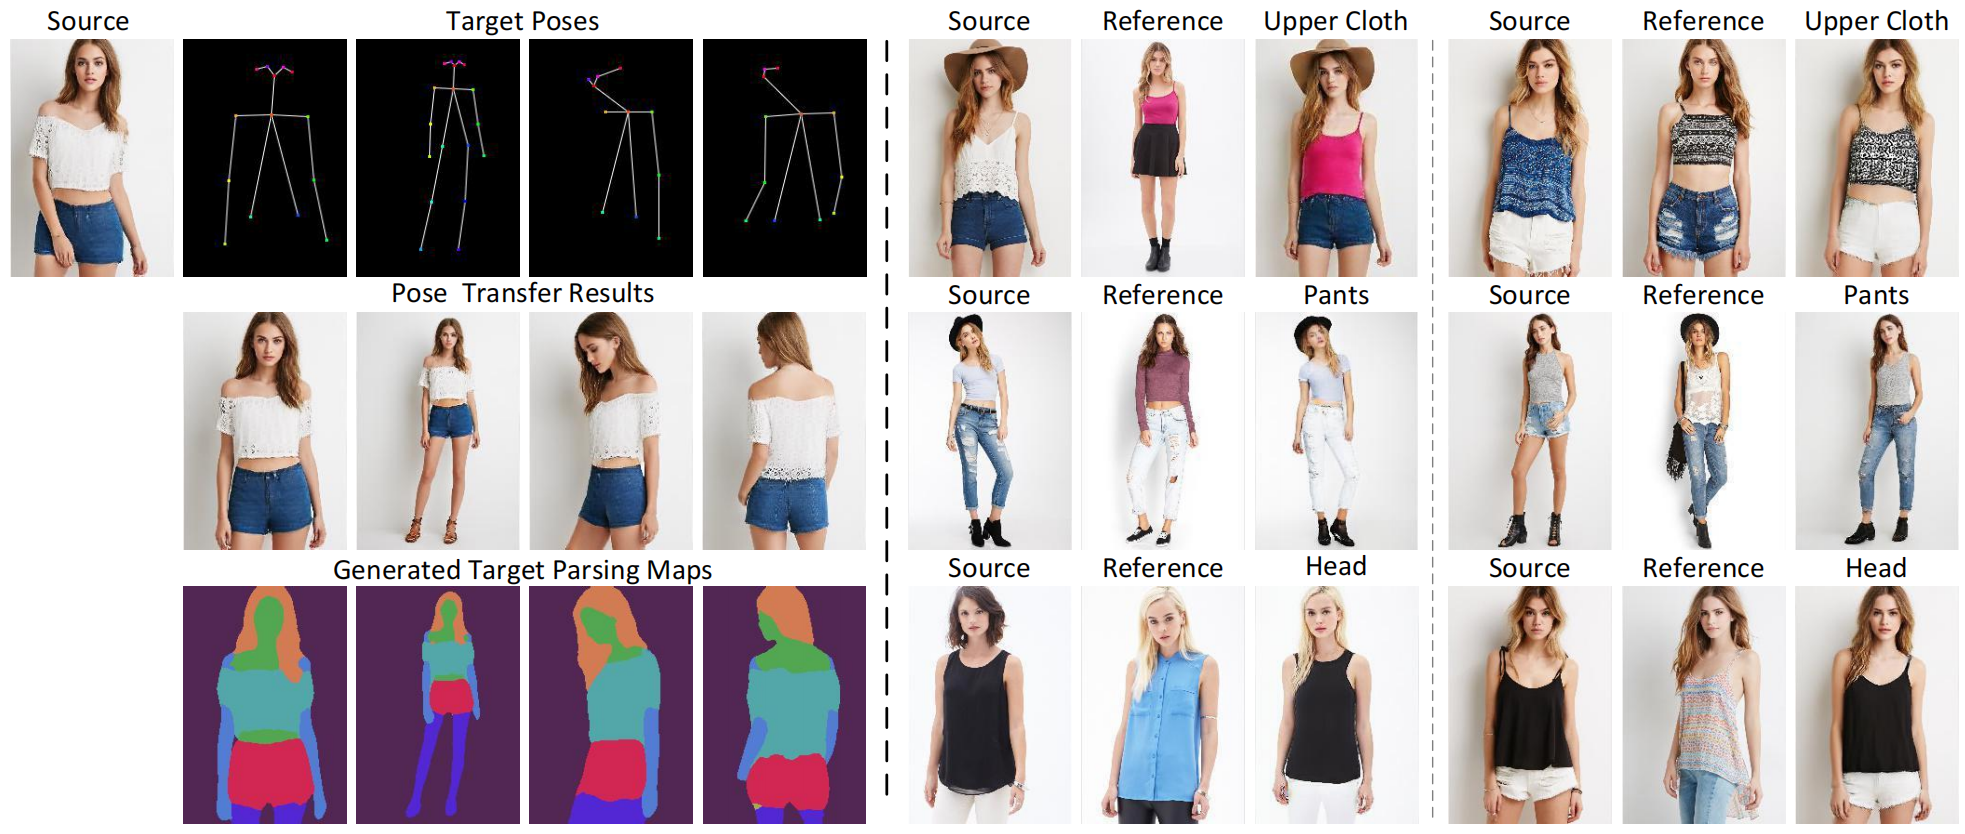 Source
Target Poses
Source Reference Upper Cloth
Source Reference Upper Cloth
Pose Transfer Results
Source Reference Pants
Source Reference Pants
Generated Target Parsing Maps
Source Reference Head
Source Reference Head